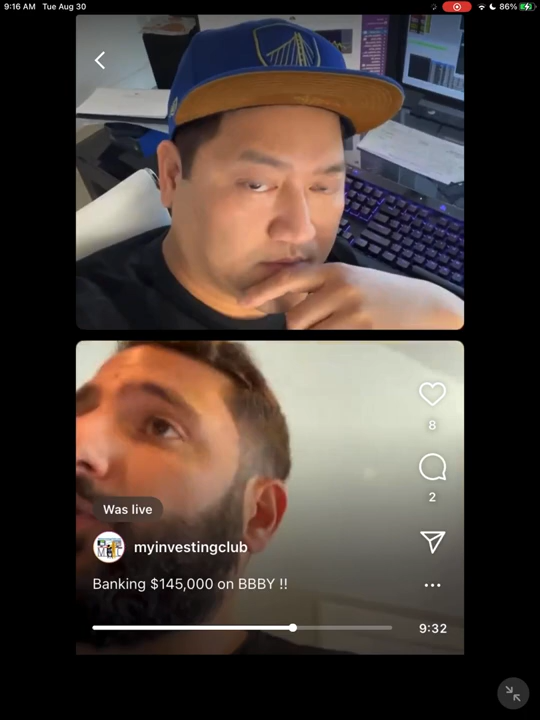 9:16 AM Tue Aug 30
86%
Was live
8
2
myinvestingclub
Banking $145,000 on BBBY !!
9:32